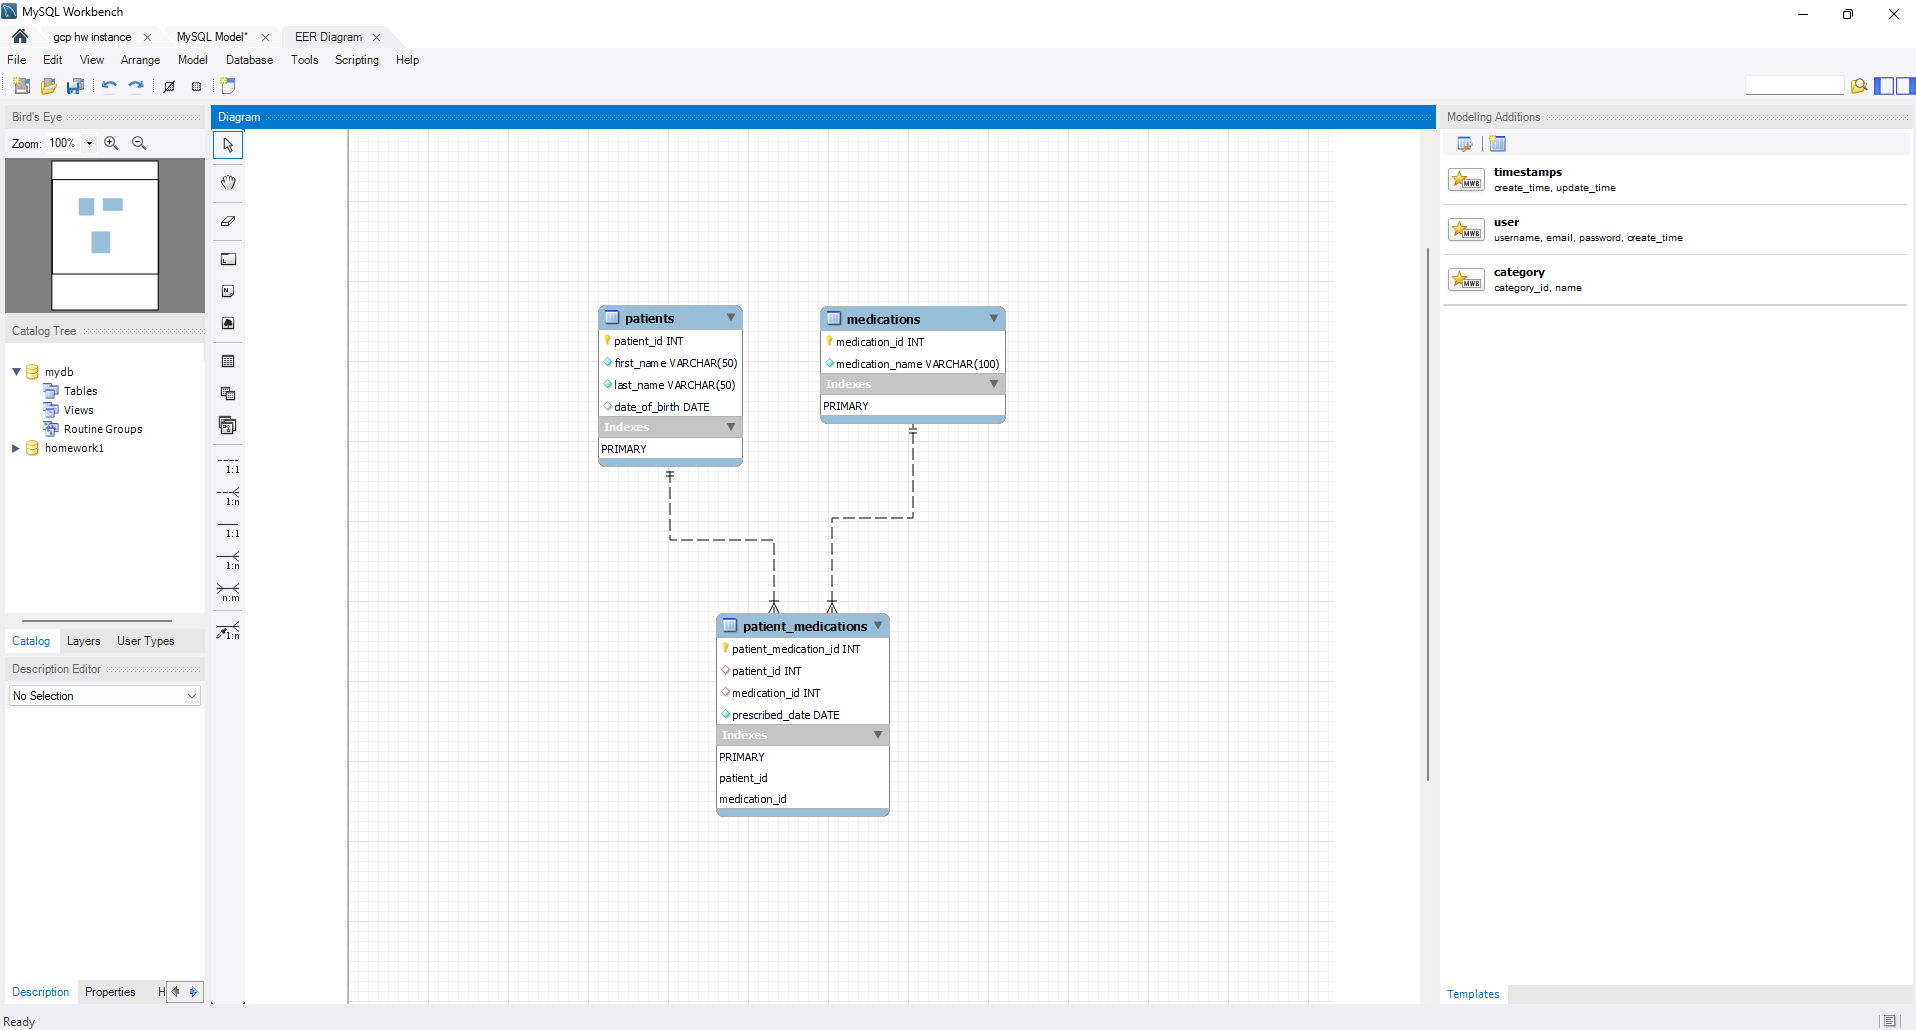 MySQL Workbench
gcp hw instance
MySQL Model*
EER Diagram
File Edit View Arrange Model Database Tools Scripting Help
Bird's Eye
Zoom: 100%
Catalog Tree
mydb
Tables
Views
Routine Groups
homework1
Catalog Layers User Types
Description Editor
No Selection
Description Properties H
Ready
Diagram
1:1
1:n
1:1
1:n
n:m
1:n
patients
patient_id INT
first_name VARCHAR(50)
last_name VARCHAR(50)
date_of_birth DATE
Indexes
PRIMARY
medications
medication_id INT
medication_name VARCHAR(100)
Indexes
PRIMARY
patient_medications
patient_medication_id INT
patient_id INT
medication_id INT
prescribed_date DATE
Indexes
PRIMARY
patient_id
medication_id
Modeling Additions
MWB
timestamps
create_time, update_time
MWB
user
username, email, password, create_time
MWB
category
category_id, name
Templates